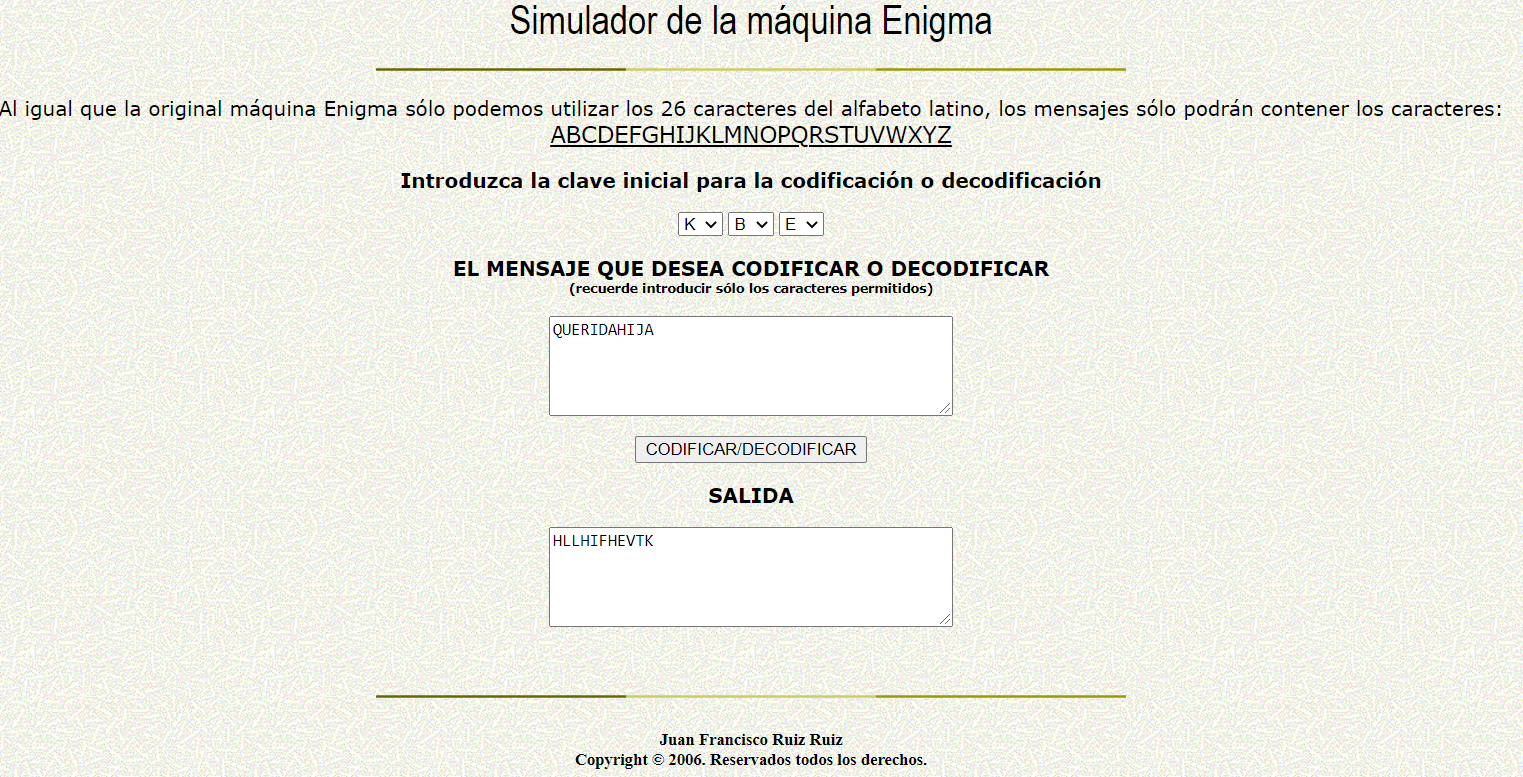 Simulador de la máquina Enigma
Al igual que la original máquina Enigma sólo podemos utilizar los 26 caracteres del alfabeto latino, los mensajes sólo podrán contener los caracteres:
ABCDEFGHIJKLMNOPQRSTUVWXYZ
Introduzca la clave inicial para la codificación o decodificación
K B E
EL MENSAJE QUE DESEA CODIFICAR O DECODIFICAR
(recuerde introducir sólo los caracteres permitidos)
QUERIDAHIJA
CODIFICAR/DECODIFICAR
SALIDA
HLLHIFHEVTK
Juan Francisco Ruiz Ruiz
Copyright © 2006. Reservados todos los derechos.